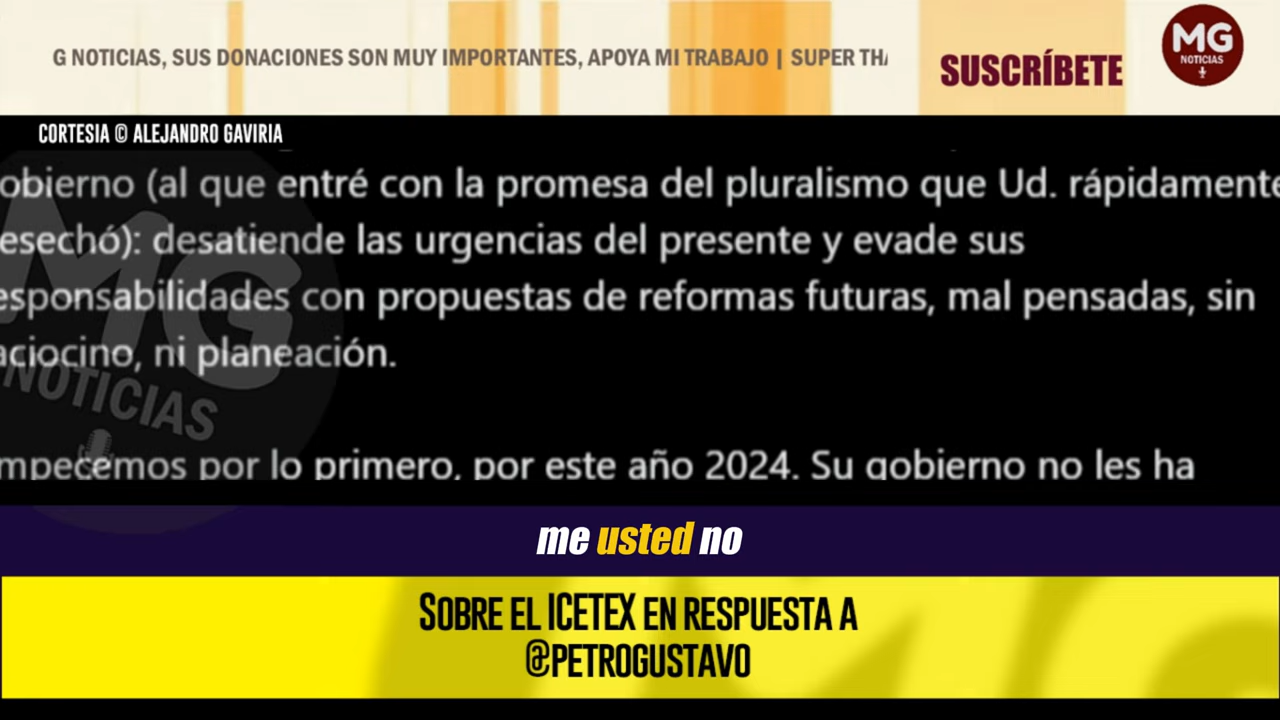 G NOTICIAS, SUS DONACIONES SON MUY IMPORTANTES, APOYA MI TRABAJO | SUPER THA
SUSCRÍBETE
MG
NOTICIAS
CORTESIA © ALEJANDRO GAVIRIA
obierno (al que entré con la promesa del pluralismo que Ud. rápidamente
esechó): desatiende las urgencias del presente y evade sus
esponsabilidades con propuestas de reformas futuras, mal pensadas, sin
aciocino, ni planeación.
mpecemos por lo primero, por este año 2024. Su gobierno no les ha
MG
NOTICIAS
me usted no
SOBRE EL ICETEX EN RESPUESTA A
@PETROGUSTAVO